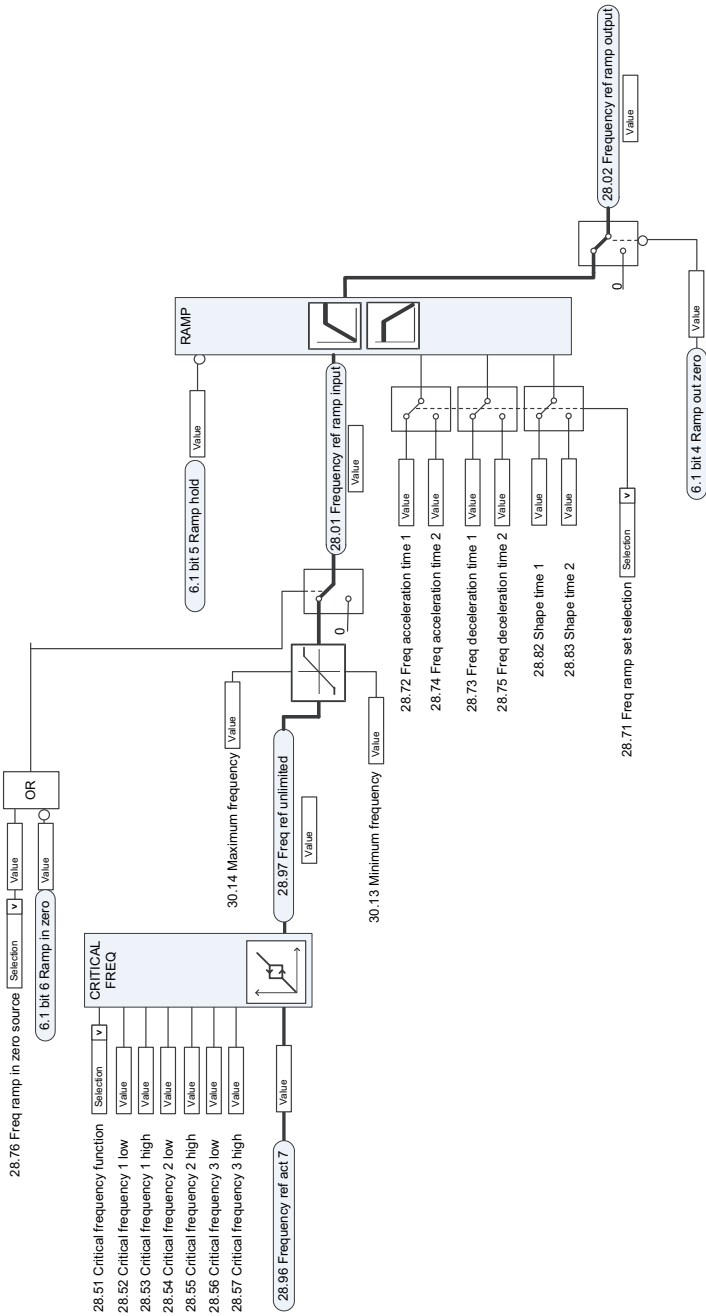 28.76 Freq ramp in zero source
Selection
v
Value
6.1 bit 6 Ramp in zero
Value
OR
28.51 Critical frequency function
Selection
v
28.52 Critical frequency 1 low
Value
28.53 Critical frequency 1 high
Value
28.54 Critical frequency 2 low
Value
28.55 Critical frequency 2 high
Value
28.56 Critical frequency 3 low
Value
28.57 Critical frequency 3 high
Value
28.96 Frequency ref act 7
Value
CRITICAL
FREQ
28.97 Freq ref unlimited
Value
30.14 Maximum frequency
Value
30.13 Minimum frequency
Value
0
28.01 Frequency ref ramp input
Value
6.1 bit 5 Ramp hold
Value
RAMP
28.72 Freq acceleration time 1
Value
28.74 Freq acceleration time 2
Value
28.73 Freq deceleration time 1
Value
28.75 Freq deceleration time 2
Value
28.82 Shape time 1
Value
28.83 Shape time 2
Value
28.71 Freq ramp set selection
Selection
v
0
28.02 Frequency ref ramp output
Value
6.1 bit 4 Ramp out zero
Value